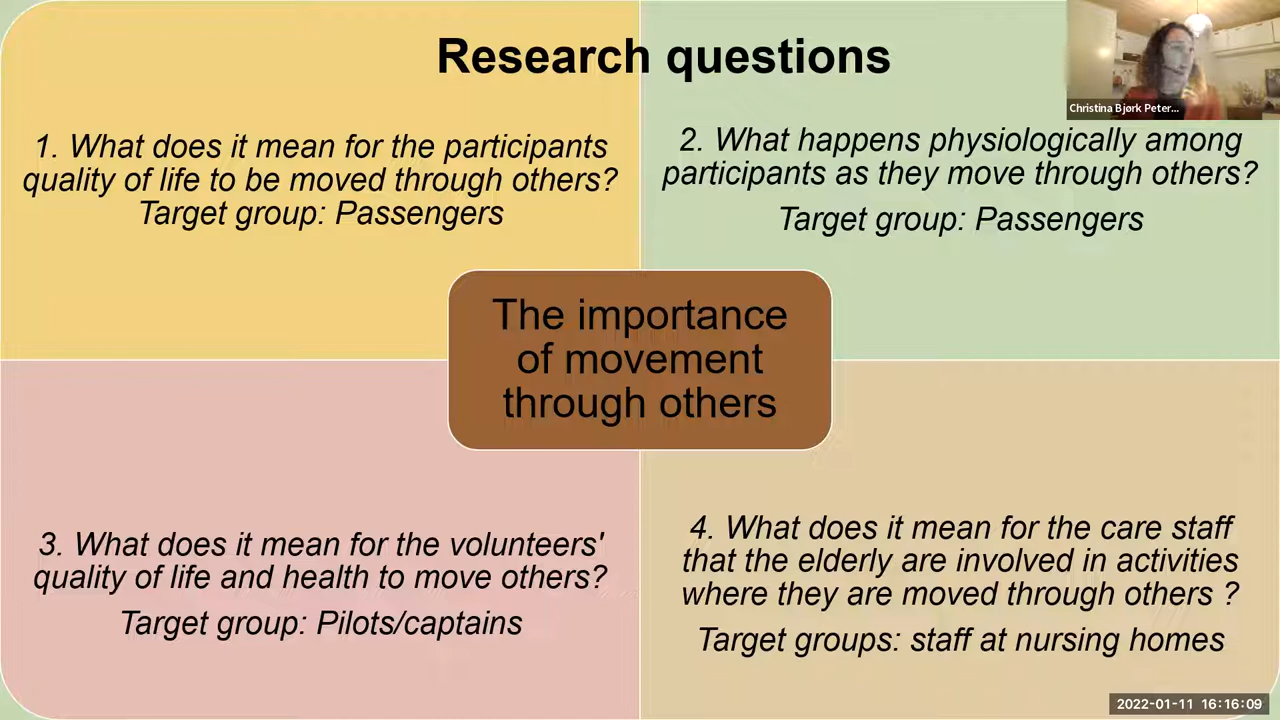 Research questions
Christina Bjørk Peter...
1. What does it mean for the participants
quality of life to be moved through others?
Target group: Passengers
2. What happens physiologically among
participants as they move through others?
Target group: Passengers
The importance
of movement
through others
3. What does it mean for the volunteers'
quality of life and health to move others?
Target group: Pilots/captains
4. What does it mean for the care staff
that the elderly are involved in activities
where they are moved through others ?
Target groups: staff at nursing homes
2022-01-11 16:16:09